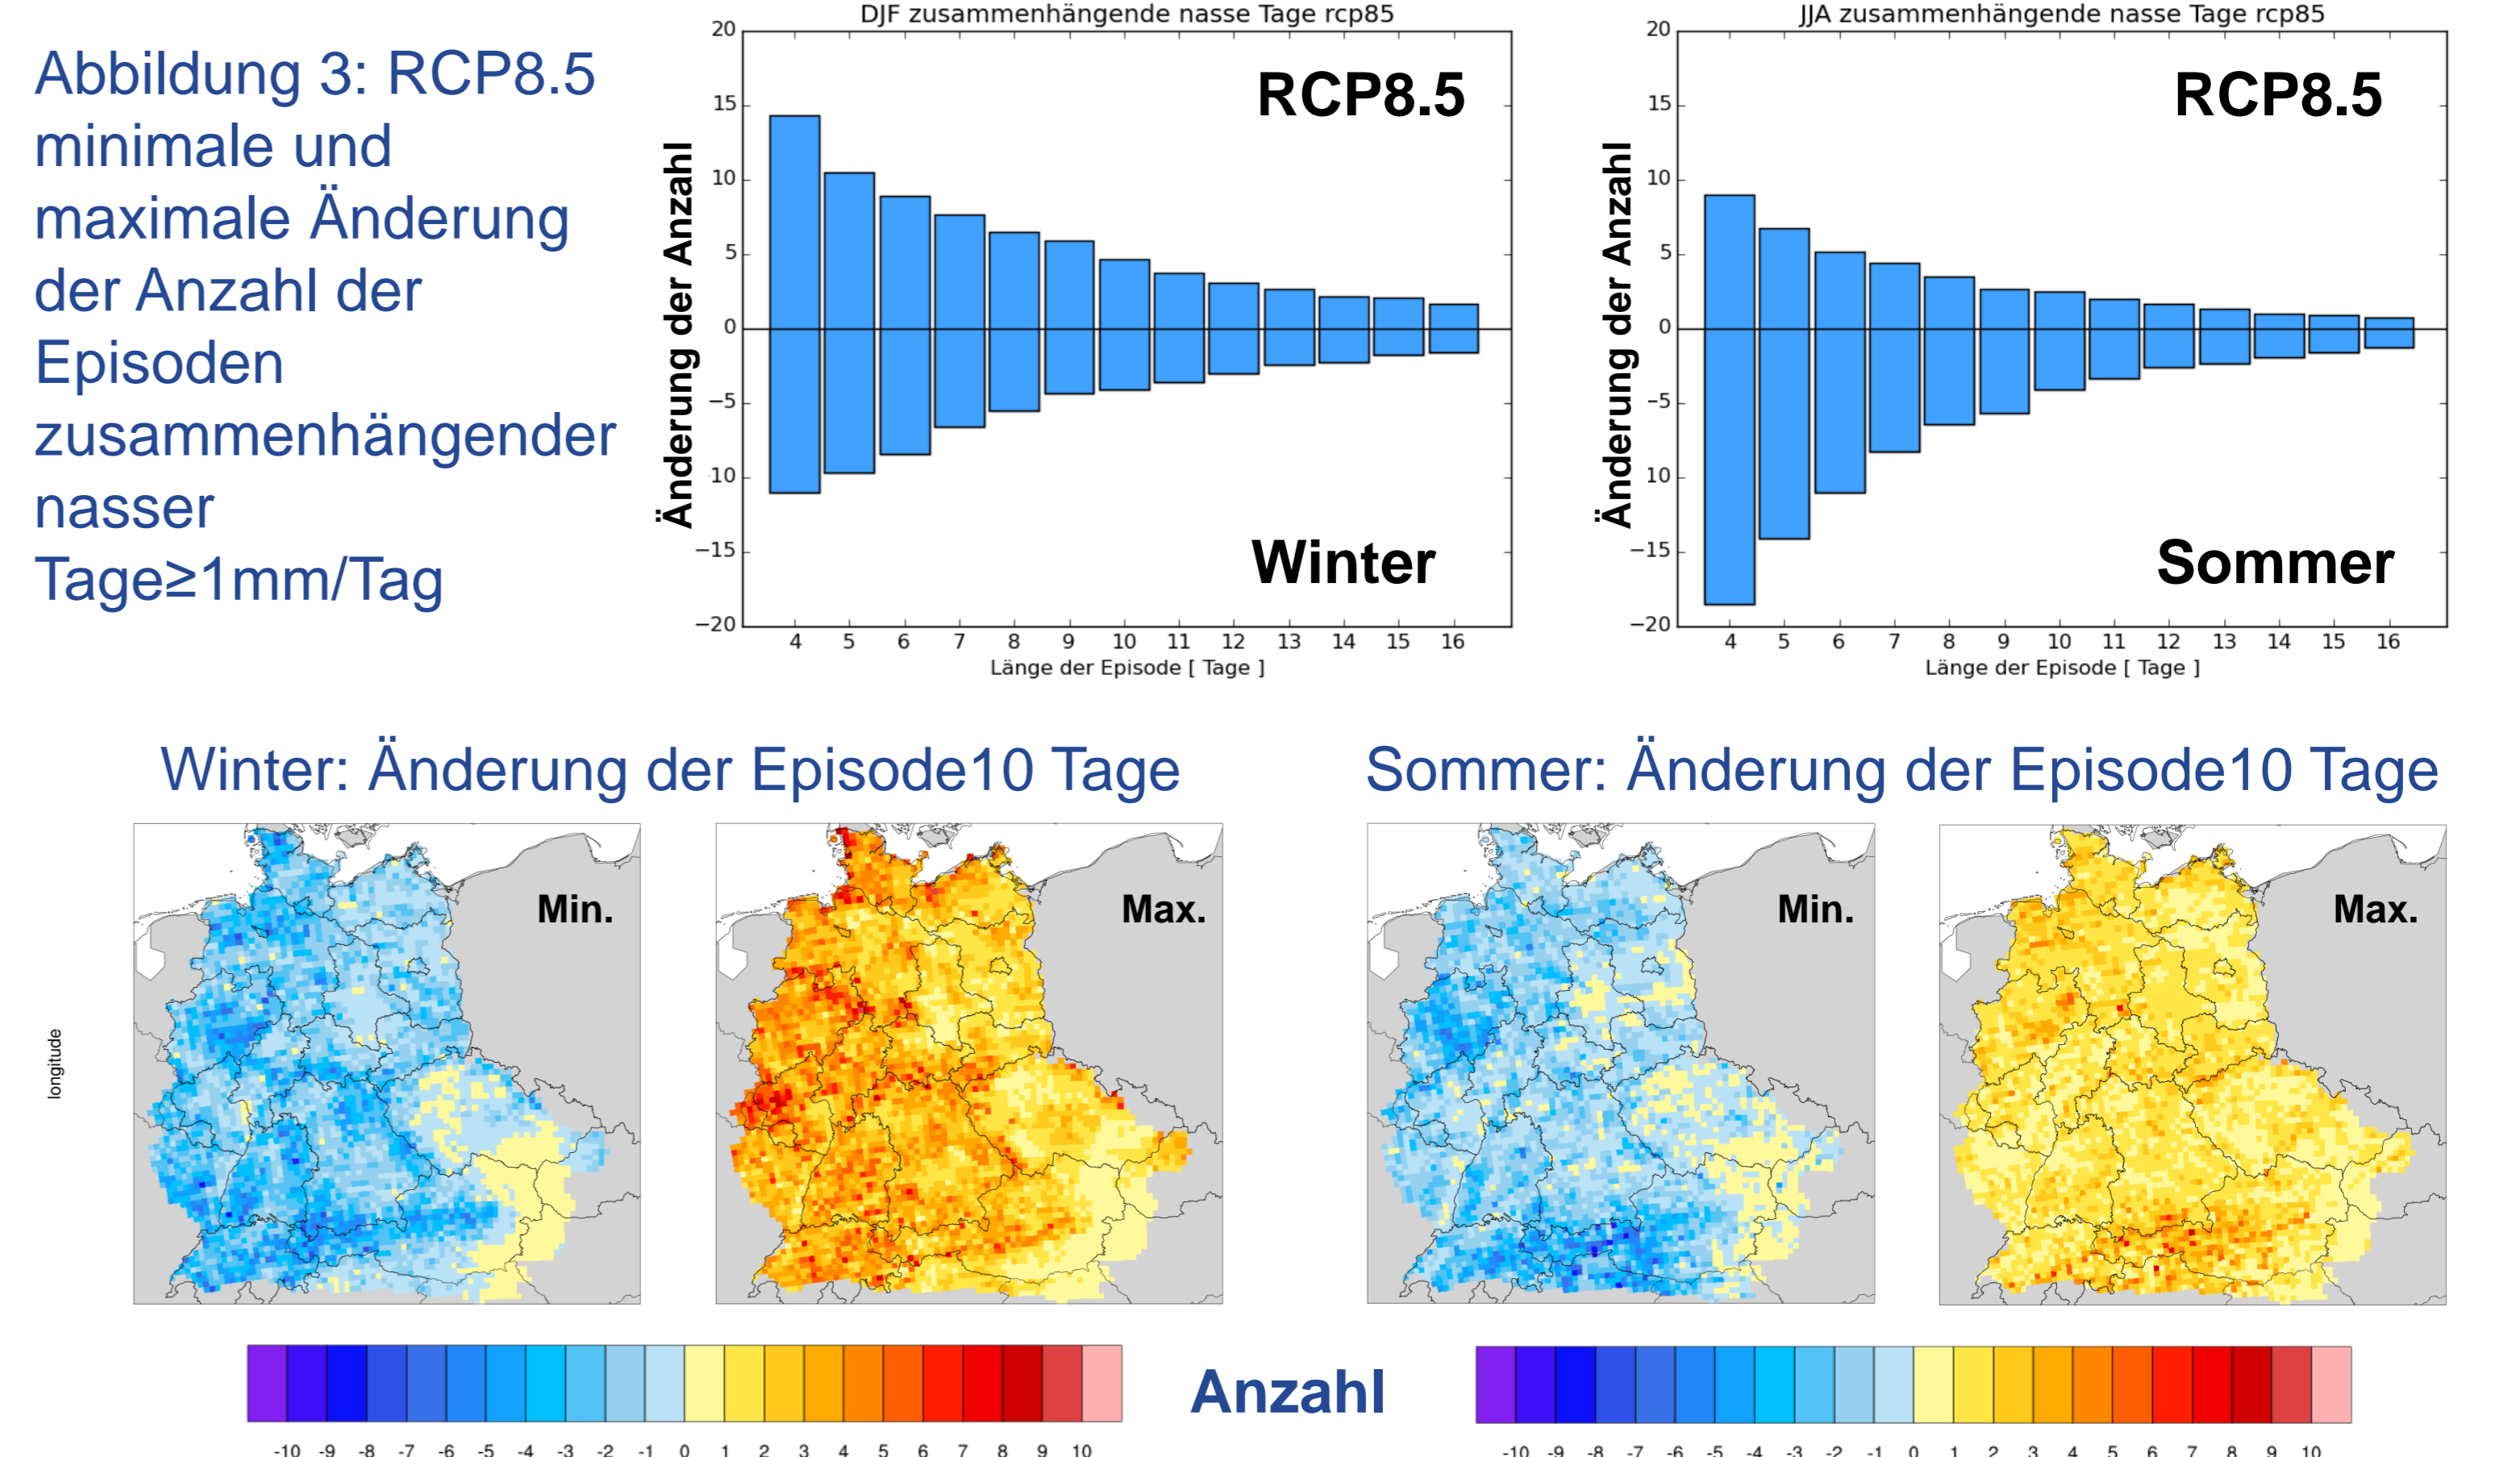 Abbildung 3: RCP8.5
minimale und
maximale Änderung
der Anzahl der
Episoden
zusammenhängender
nasser
Tage≥1mm/Tag
DJF zusammenhängende nasse Tage rcp85
RCP8.5
Winter
Änderung der Anzahl
20
15
10
5
0
−5
10
−15
−20
4 5 6 7 8 9 10 11 12 13 14 15 16
Länge der Episode [ Tage ]
JJA zusammenhängende nasse Tage rcp85
RCP8.5
Sommer
Änderung der Anzahl
20
15
10
5
0
−5
10
−15
−20
4 5 6 7 8 9 10 11 12 13 14 15 16
Länge der Episode [ Tage ]
Winter: Änderung der Episode10 Tage
Sommer: Änderung der Episode10 Tage
longitude
Min.
Max.
Min.
Max.
-10 -9 -8 -7 -6 -5 -4 -3 -2 -1 0 1 2 3 4 5 6 7 8 9 10
Anzahl
-10 -9 -8 -7 -6 -5 -4 -3 -2 -1 0 1 2 3 4 5 6 7 8 9 10